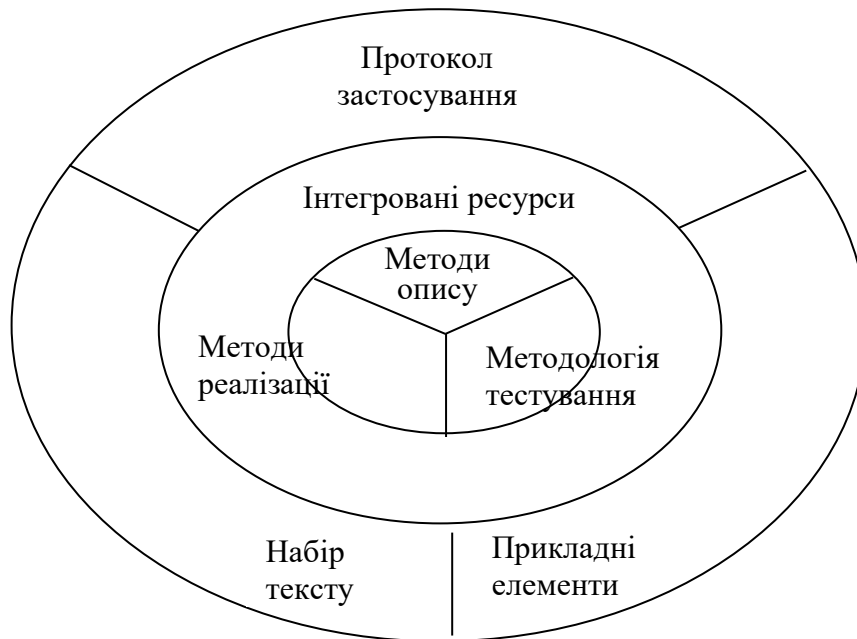 Протокол
застосування
Інтегровані ресурси
Методи
опису
Методи
реалізації
Методологія
тестування
Набір
тексту
Прикладні
елементи